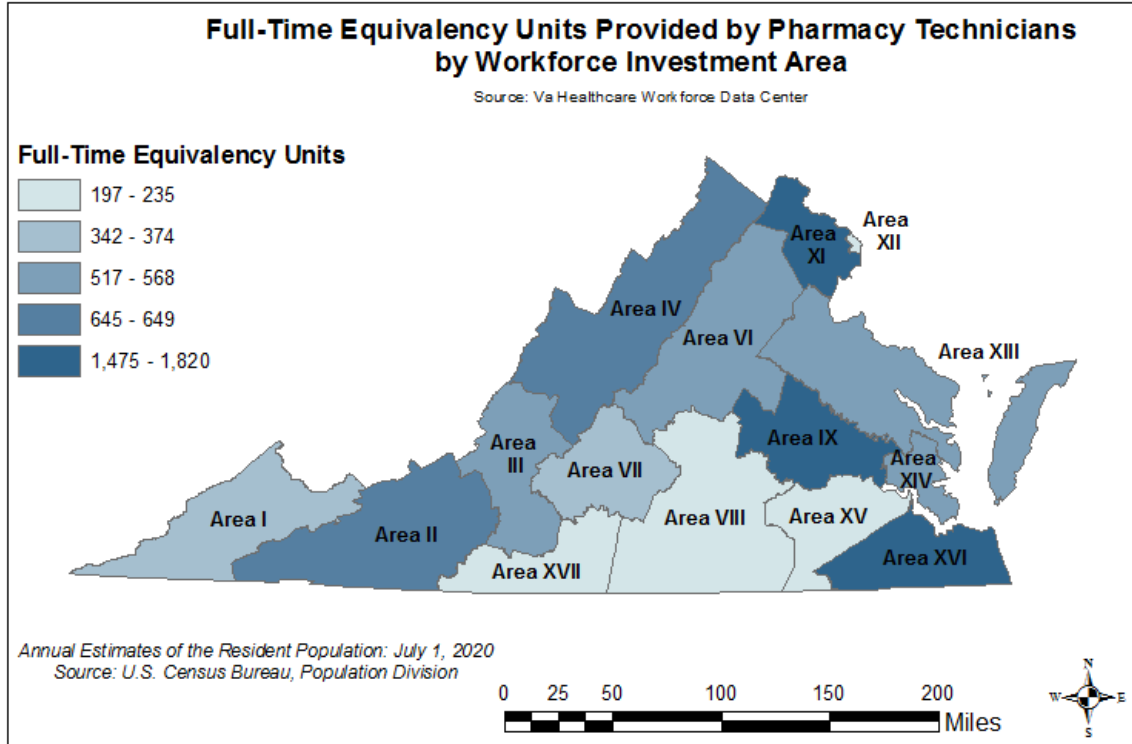 Full-Time Equivalency Units Provided by Pharmacy Technicians
by Workforce Investment Area
Source: Va Healthcare Workforce Data Center
Full-Time Equivalency Units
197 - 235
342 - 374
517 - 568
645 - 649
1,475 - 1,820
Area
XII
Area
XI
Area IV
Area VI
Area XIII
Area IX
Area
III
Area VII
Area
XIV
Area I
Area VIII
Area XV
Area II
Area XVI
Area XVII
Annual Estimates of the Resident Population: July 1, 2020
Source: U.S. Census Bureau, Population Division
0 25 50 100 150 200
Miles
N
W E
S